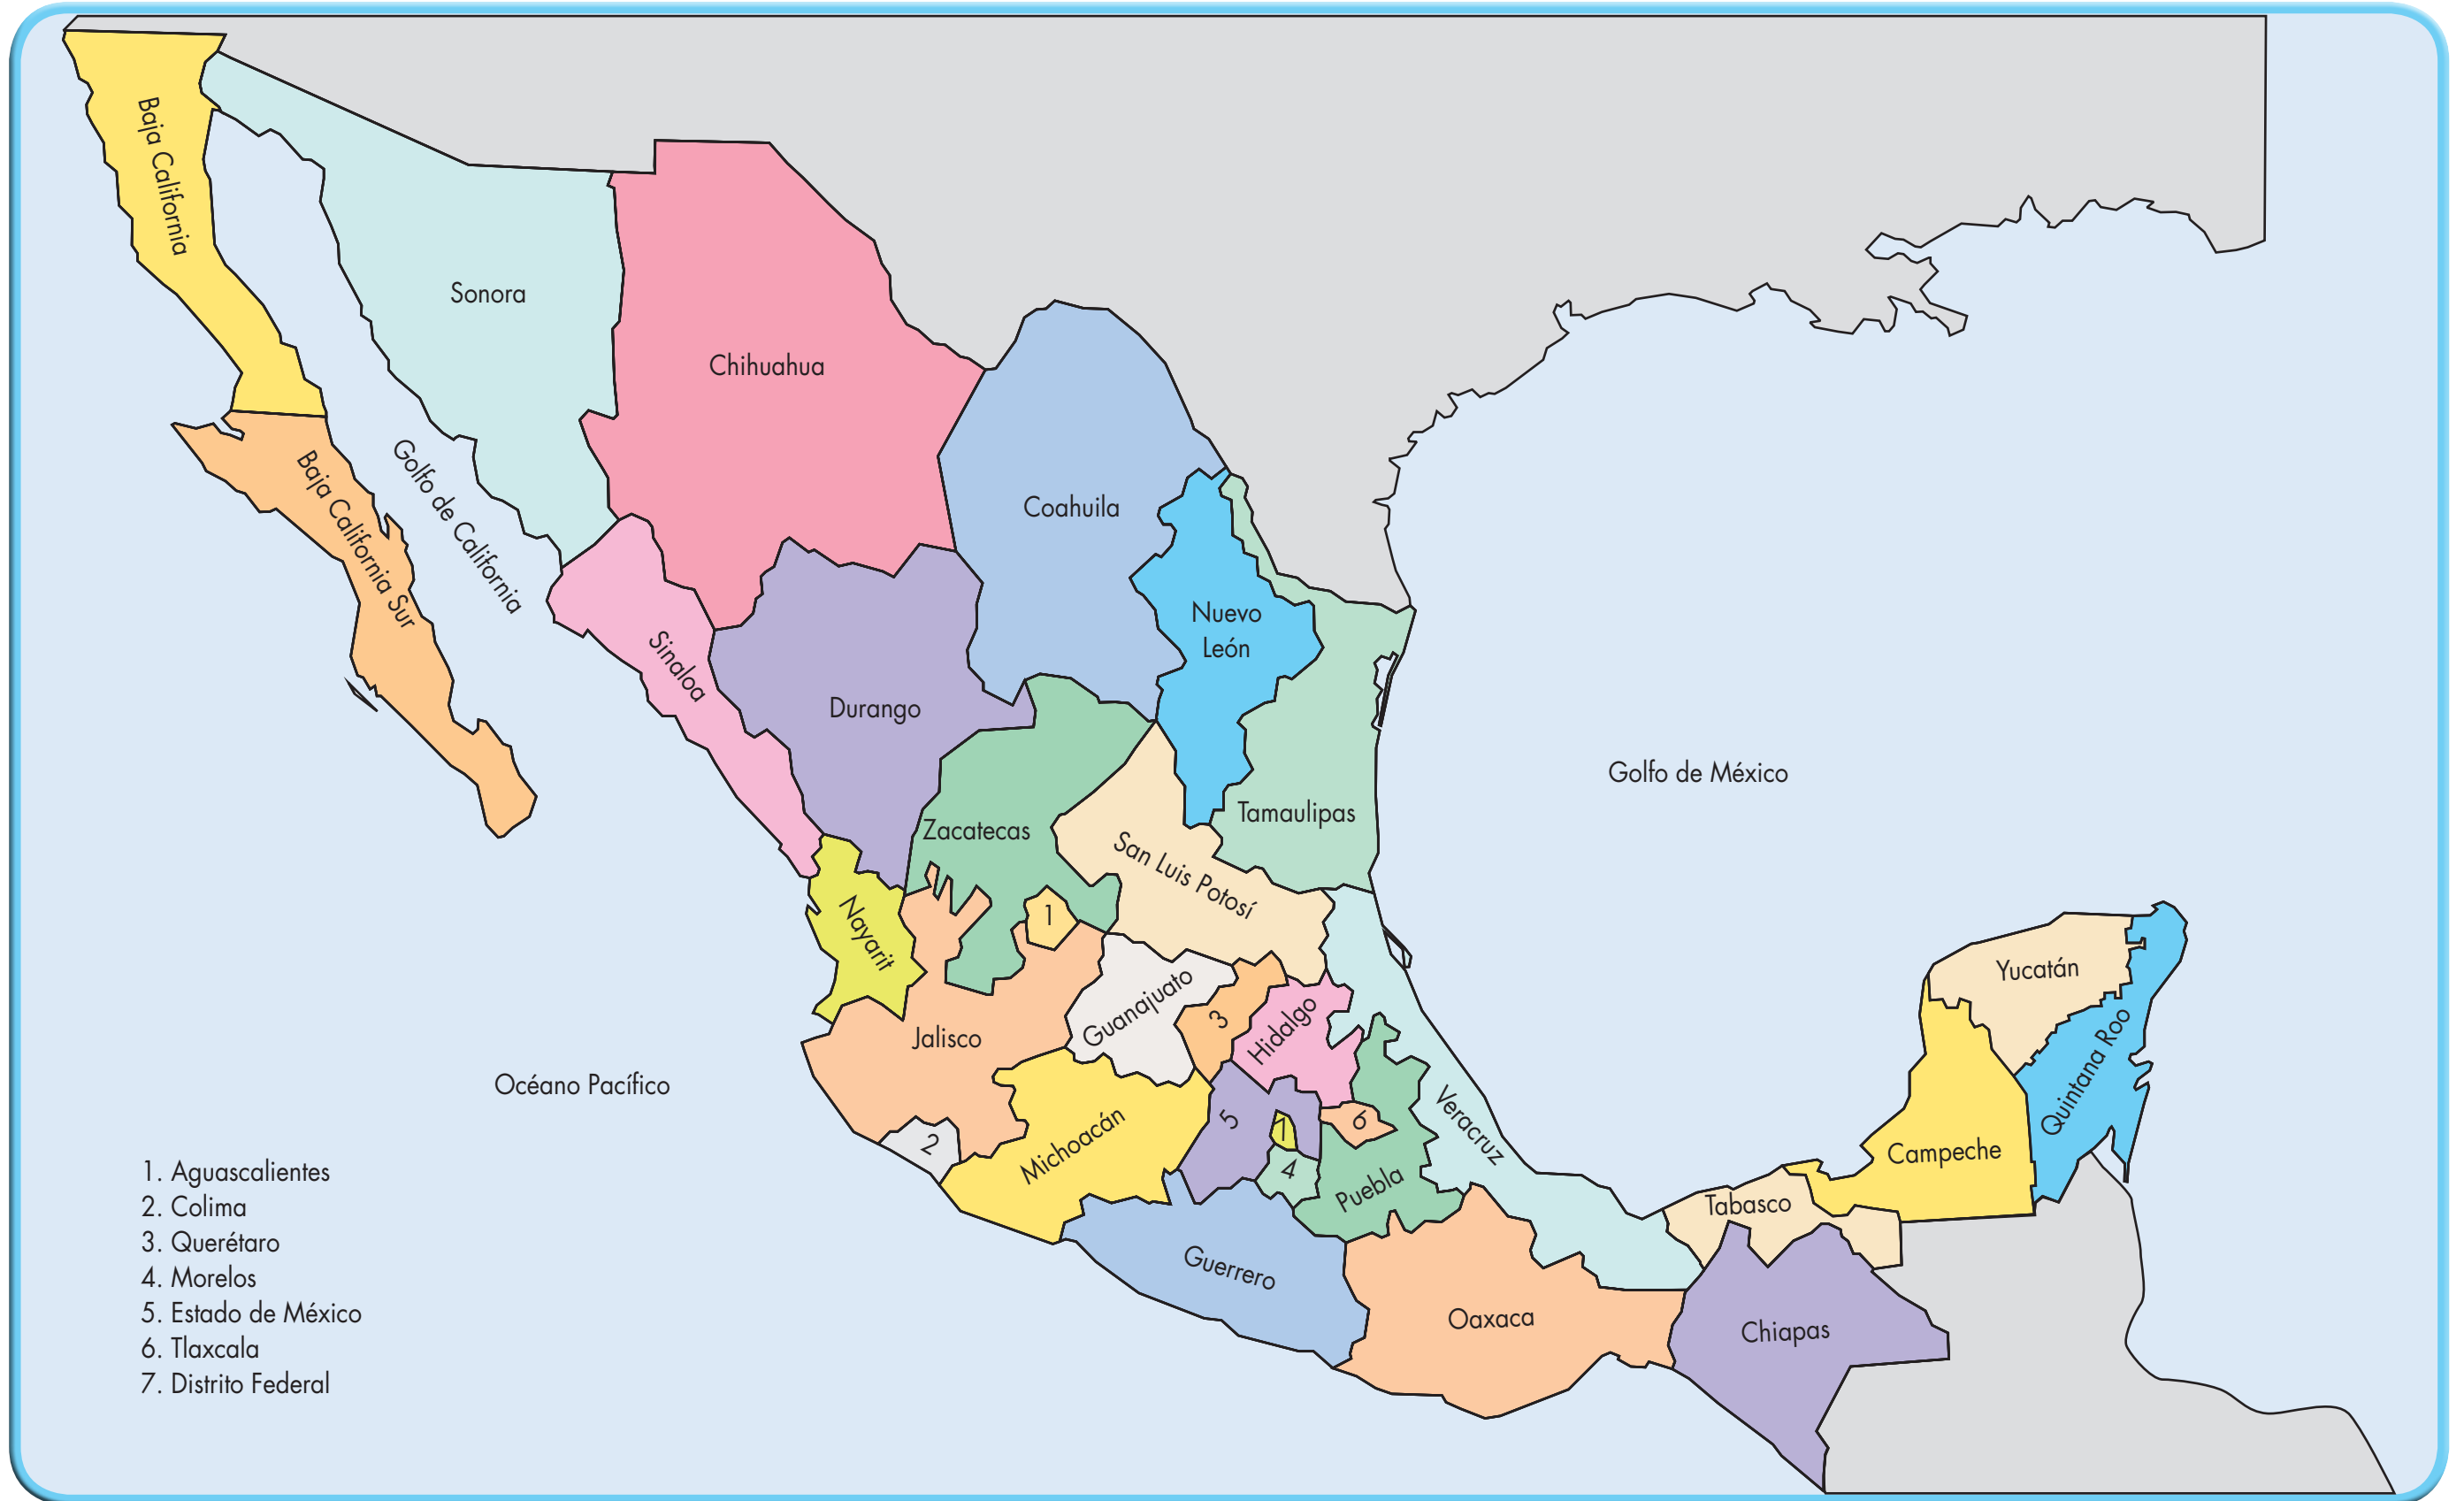 Baja California
Sonora
Chihuahua
Coahuila
Golfo de California
Baja California Sur
Nuevo
León
Sinaloa
Durango
Golfo de México
Tamaulipas
Zacatecas
San Luis Potosí
1
Nayarit
Yucatán
Guanajuato
3
Hidalgo
Jalisco
Quintana Roo
Océano Pacífico
Veracruz
5
7
6
Michoacán
2
Campeche
4
Puebla
Tabasco
Guerrero
Oaxaca
Chiapas
1. Aguascalientes
2. Colima
3. Querétaro
4. Morelos
5. Estado de México
6. Tlaxcala
7. Distrito Federal